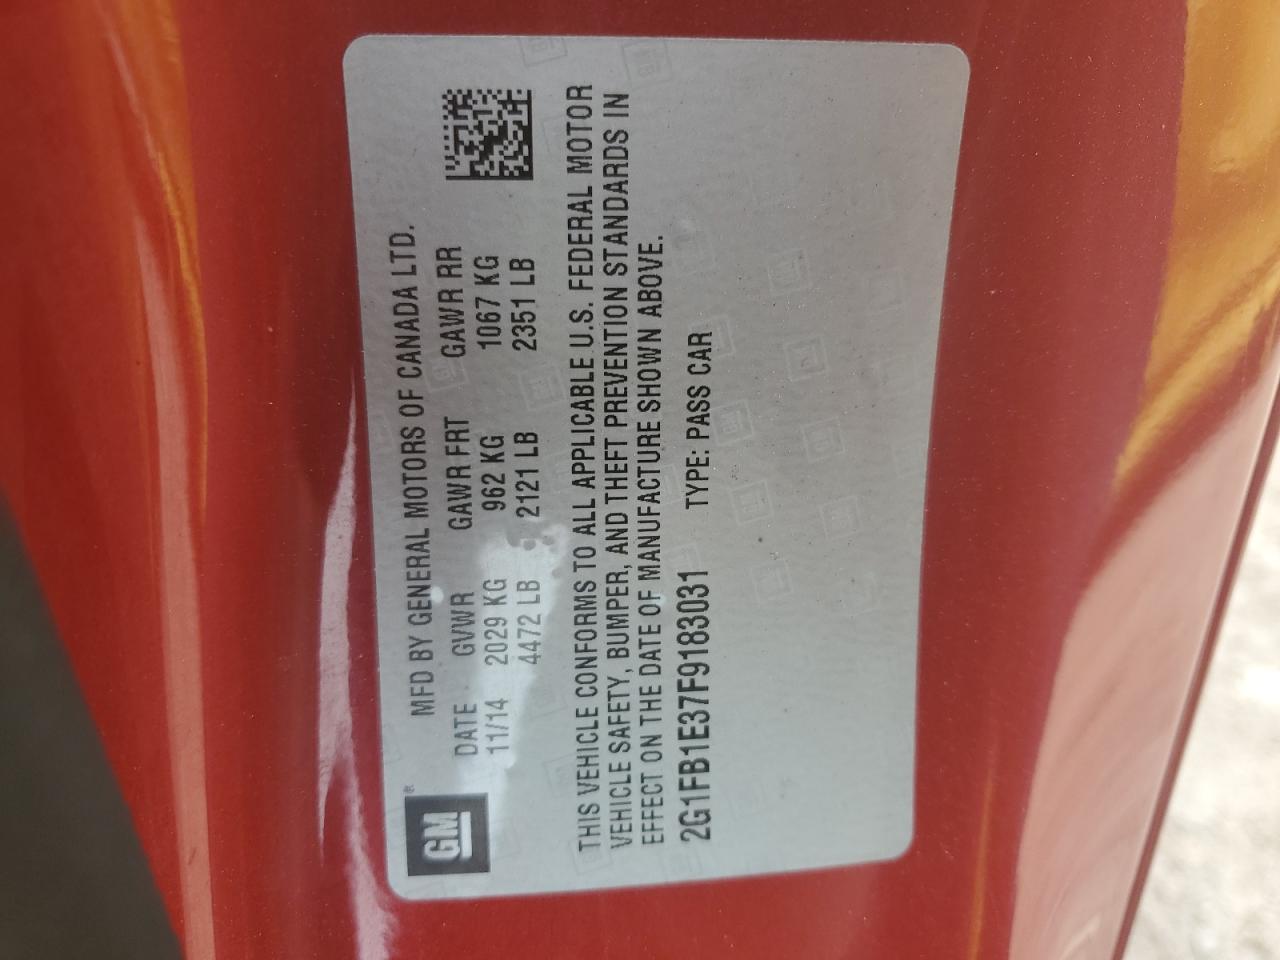 GM®
MFD BY GENERAL MOTORS OF CANADA LTD.
DATE GVWR GAWR FRT GAWR RR
11/14 2029 KG 962 KG 1067 KG
4472 LB 2121 LB 2351 LB
THIS VEHICLE CONFORMS TO ALL APPLICABLE U.S. FEDERAL MOTOR
VEHICLE SAFETY, BUMPER, AND THEFT PREVENTION STANDARDS IN
EFFECT ON THE DATE OF MANUFACTURE SHOWN ABOVE.
2G1FB1E37F9183031 TYPE: PASS CAR